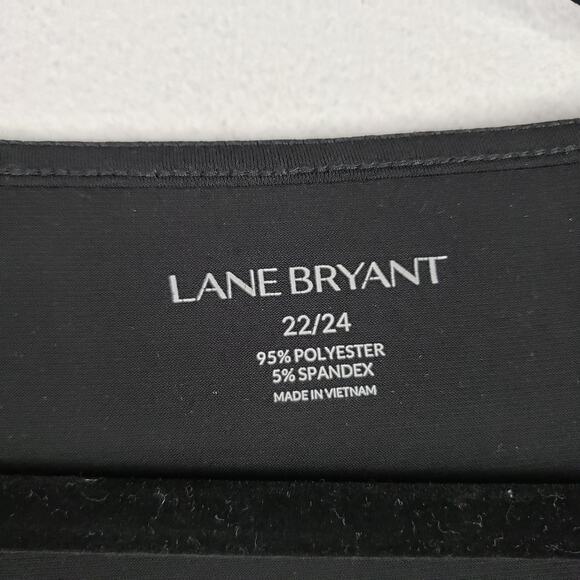 LANE BRYANT
22/24
95% POLYESTER
5% SPANDEX
MADE IN VIETNAM